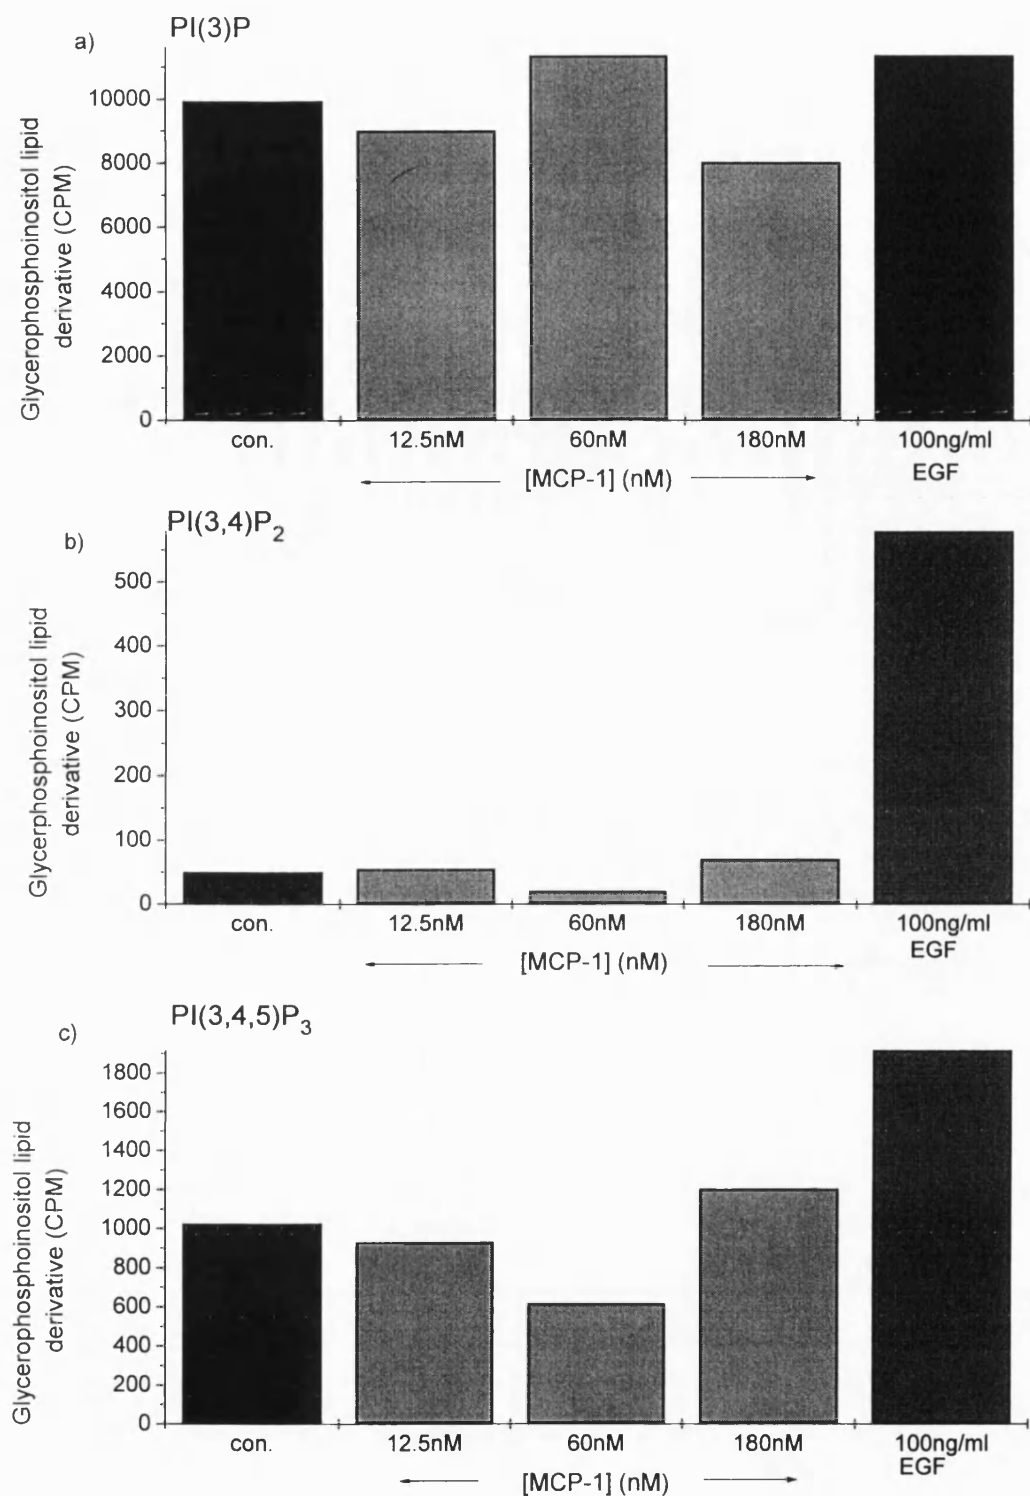 a)
PI(3)P
Glycerophosphoinositol lipid
derivative (CPM)
10000
8000
6000
4000
2000
0
con.
12.5nM
60nM
180nM
100ng/ml
EGF
[MCP-1] (nM)
b)
PI(3,4)P2
Glycerphosphoinositol lipid
derivative (CPM)
500
400
300
200
100
0
con.
12.5nM
60nM
180nM
100ng/ml
EGF
[MCP-1] (nM)
c)
PI(3,4,5)P3
Glycerophosphoinositol lipid
derivative (CPM)
1800
1600
1400
1200
1000
800
600
400
200
0
con.
12.5nM
60nM
180nM
100ng/ml
EGF
[MCP-1] (nM)